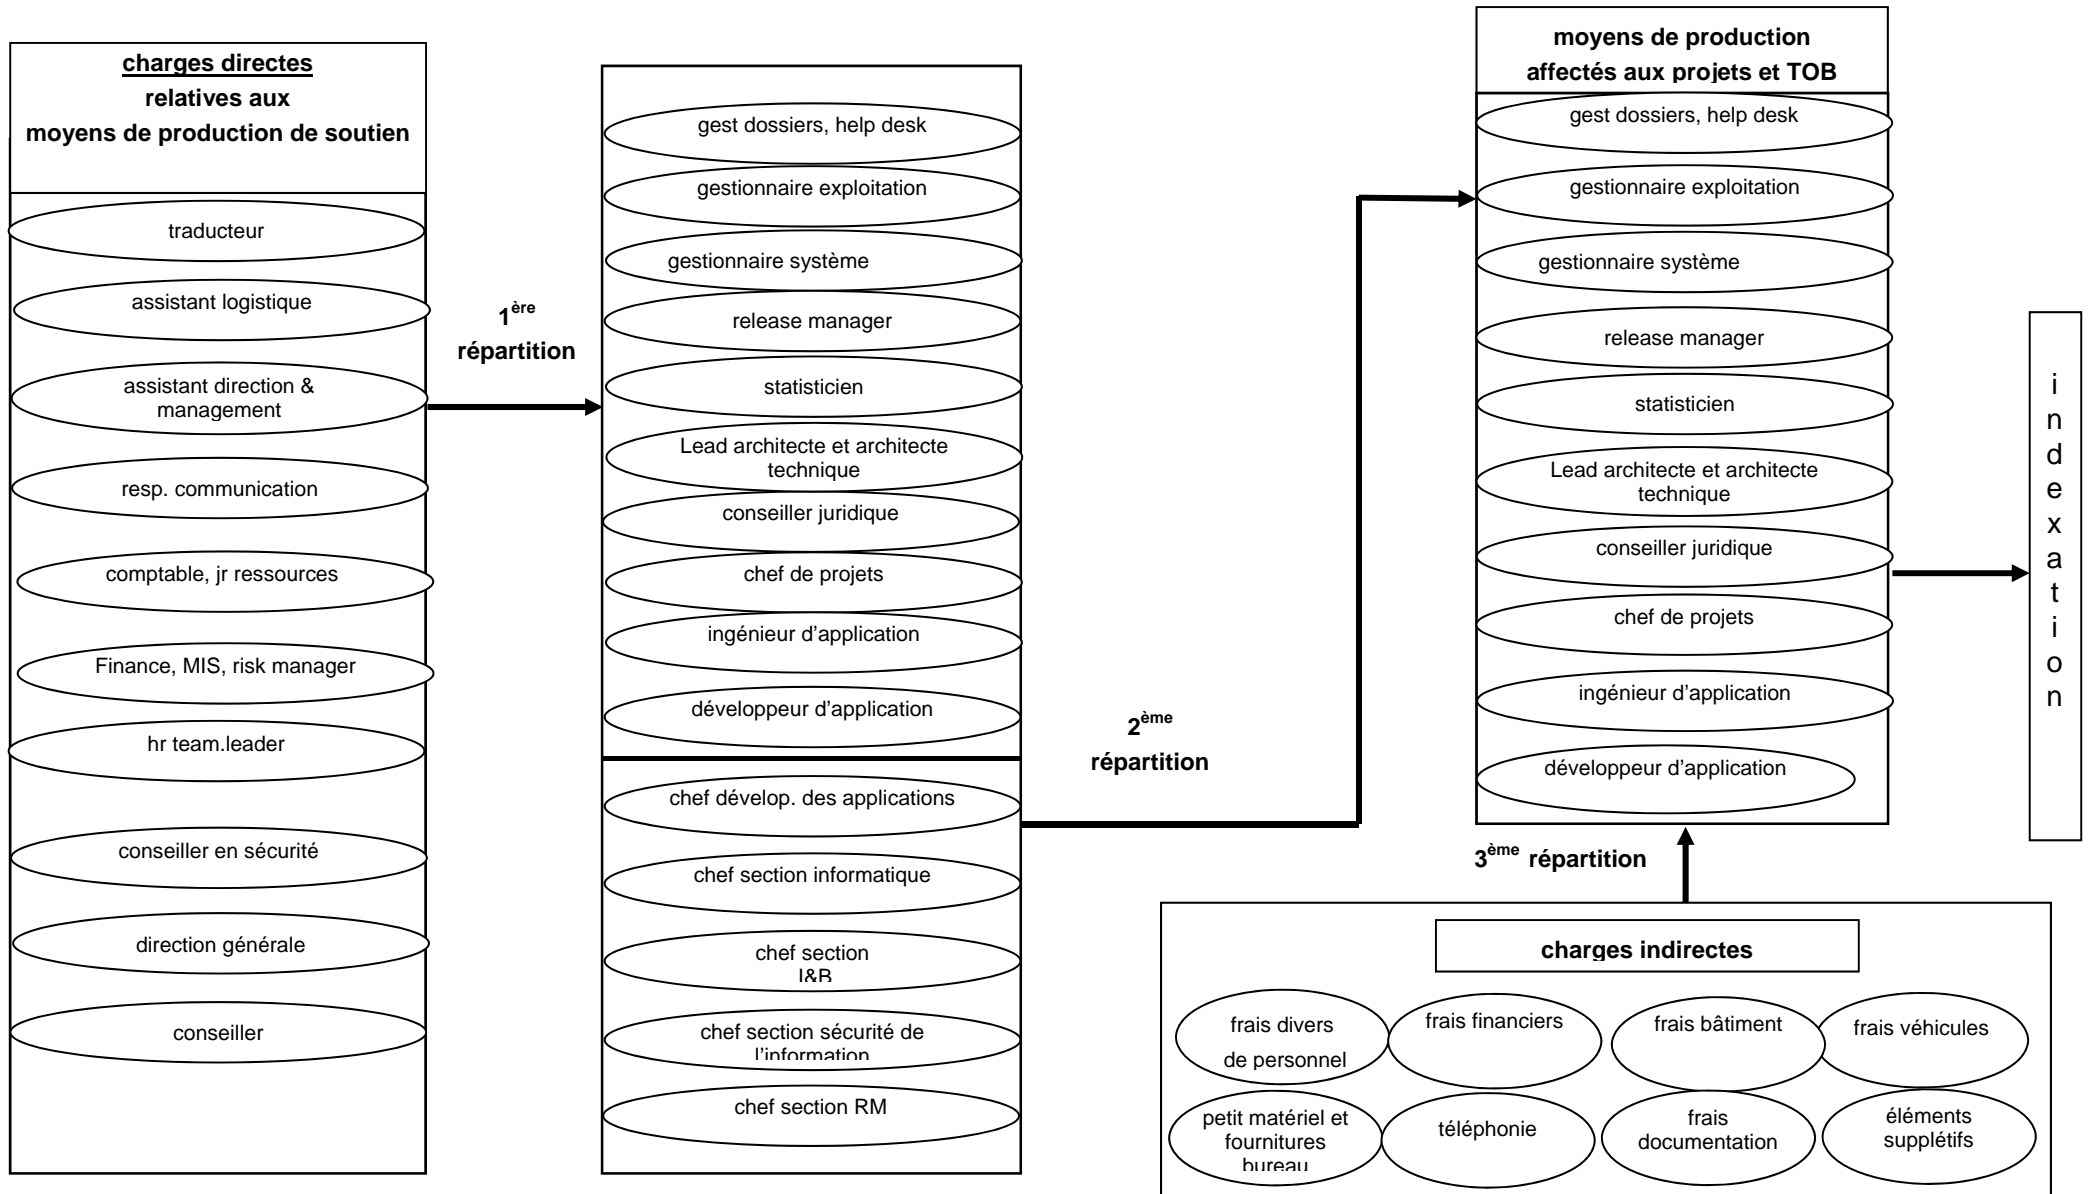 charges directes
relatives aux
moyens de production de soutien
traducteur
assistant logistique
assistant direction &
management
resp. communication
comptable, jr ressources
Finance, MIS, risk manager
hr team.leader
conseiller en sécurité
direction générale
conseiller
1ère
répartition
gest dossiers, help desk
gestionnaire exploitation
gestionnaire système
release manager
statisticien
Lead architecte et architecte
technique
conseiller juridique
chef de projets
ingénieur d'application
développeur d'application
chef dévelop. des applications
chef section informatique
chef section
I&B
chef section sécurité de
l'information
chef section RM
2ème
répartition
moyens de production
affectés aux projets et TOB
gest dossiers, help desk
gestionnaire exploitation
gestionnaire système
release manager
statisticien
Lead architecte et architecte
technique
conseiller juridique
chef de projets
ingénieur d'application
développeur d'application
indexation
3ème répartition
charges indirectes
frais divers
de personnel
frais financiers
frais bâtiment
frais véhicules
petit matériel et
fournitures
bureau
téléphonie
frais
documentation
éléments
supplétifs